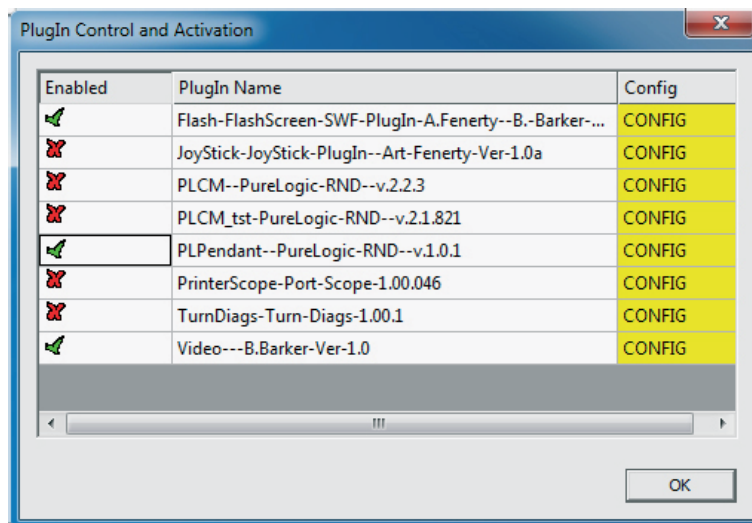 PlugIn Control and Activation
Enabled PlugIn Name Config
Flash-FlashScreen-SWF-PlugIn-A.Fenerty--B.-Barker-... CONFIG
JoyStick-JoyStick-PlugIn--Art-Fenerty-Ver-1.0a CONFIG
PLCM--PureLogic-RND--v.2.2.3 CONFIG
PLCM_tst-PureLogic-RND--v.2.1.821 CONFIG
PLPendant--PureLogic-RND--v.1.0.1 CONFIG
PrinterScope-Port-Scope-1.00.046 CONFIG
TurnDiags-Turn-Diags-1.00.1 CONFIG
Video---B.Barker-Ver-1.0 CONFIG
OK